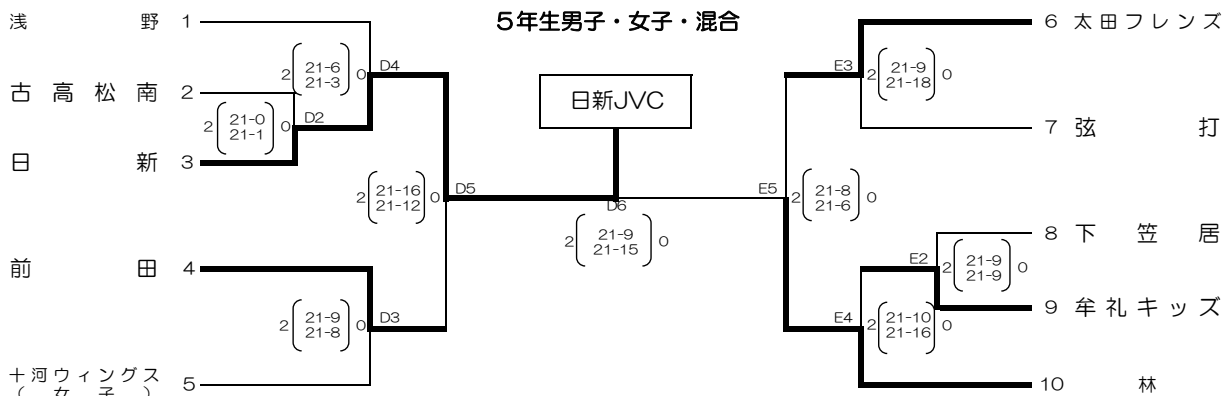 5年生男子・女子・混合
浅野 1
古高松南 2
日新 3
前田 4
十河ウィングス 5
(女子)
2 21-6 0
21-3
D4
2 21-0 0
21-1
D2
2 21-16 0
21-12
D5
2 21-9 0
21-8
D3
日新JVC
D6
2 21-9 0
21-15
E3
2 21-9 0
21-18
E5
2 21-8 0
21-6
E2
2 21-9 0
21-9
E4
2 21-10 0
21-16
6 太田フレンズ
7 弦打
8 下笠居
9 牟礼キッズ
10 林